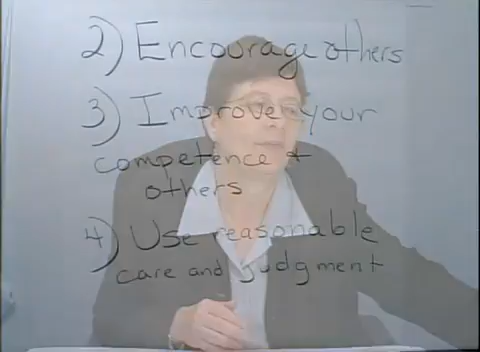 2) Encourage others
3) Improve your
competence +
others
4) Use reasonable
care and judgment